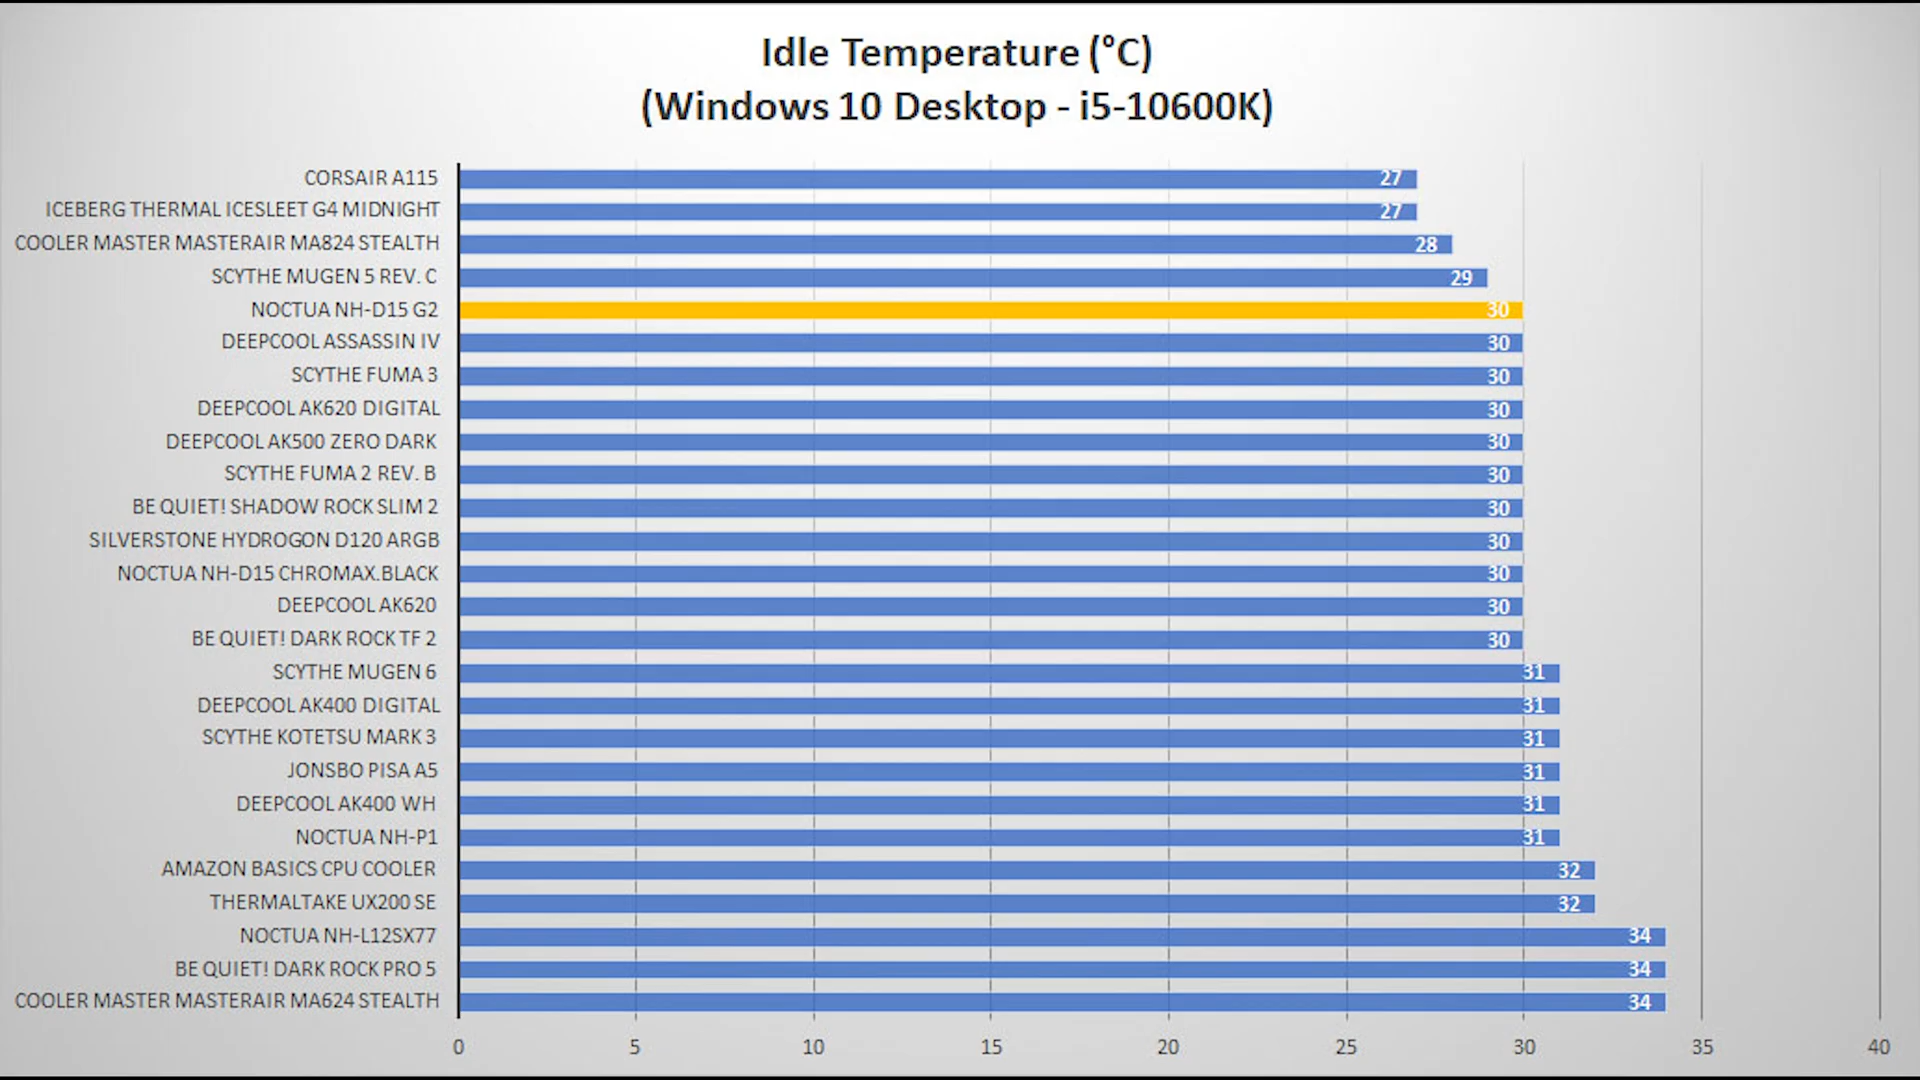 Idle Temperature (°C)
(Windows 10 Desktop - i5-10600K)
CORSAIR A115 27
ICEBERG THERMAL ICESLEET G4 MIDNIGHT 27
COOLER MASTER MASTERAIR MA824 STEALTH 28
SCYTHE MUGEN 5 REV. C 29
NOCTUA NH-D15 G2 30
DEEPCOOL ASSASSIN IV 30
SCYTHE FUMA 3 30
DEEPCOOL AK620 DIGITAL 30
DEEPCOOL AK500 ZERO DARK 30
SCYTHE FUMA 2 REV. B 30
BE QUIET! SHADOW ROCK SLIM 2 30
SILVERSTONE HYDROGON D120 ARGB 30
NOCTUA NH-D15 CHROMAX.BLACK 30
DEEPCOOL AK620 30
BE QUIET! DARK ROCK TF 2 30
SCYTHE MUGEN 6 31
DEEPCOOL AK400 DIGITAL 31
SCYTHE KOTETSU MARK 3 31
JONSBO PISA A5 31
DEEPCOOL AK400 WH 31
NOCTUA NH-P1 31
AMAZON BASICS CPU COOLER 32
THERMALTAKE UX200 SE 32
NOCTUA NH-L12SX77 34
BE QUIET! DARK ROCK PRO 5 34
COOLER MASTER MASTERAIR MA624 STEALTH 34
0 5 10 15 20 25 30 35 40